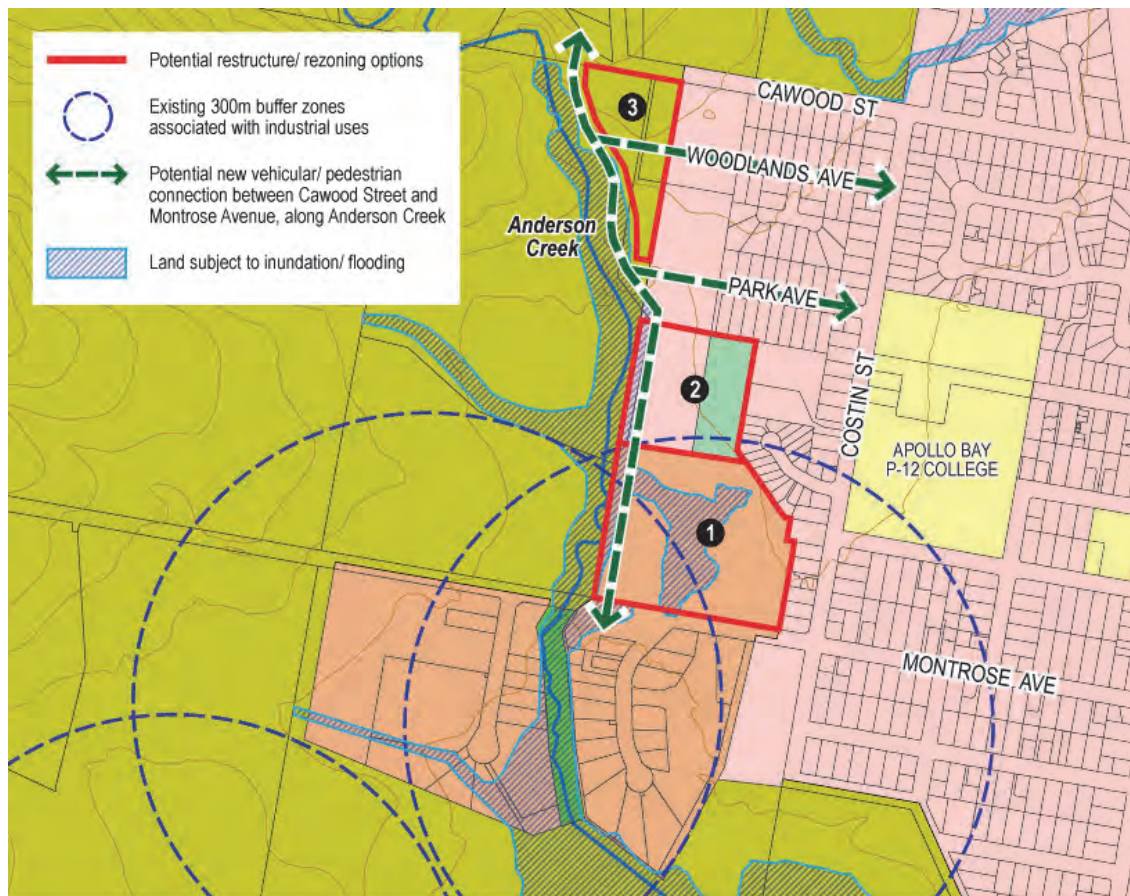 Potential restructure/ rezoning options
Existing 300m buffer zones
associated with industrial uses
Potential new vehicular/ pedestrian
connection between Cawood Street and
Montrose Avenue, along Anderson Creek
Land subject to inundation/ flooding
3
CAWOOD ST
WOODLANDS AVE
Anderson
Creek
PARK AVE
2
COSTIN ST
APOLLO BAY
P-12 COLLEGE
1
MONTROSE AVE